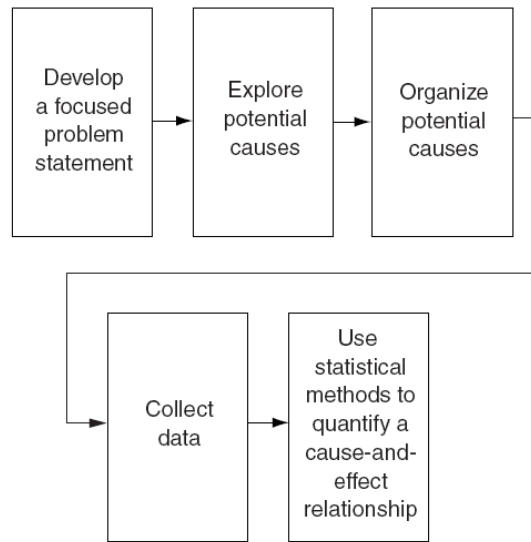 Develop
a focused
problem
statement
Explore
potential
causes
Organize
potential
causes
Collect
data
Use
statistical
methods to
quantify a
cause-and-
effect
relationship